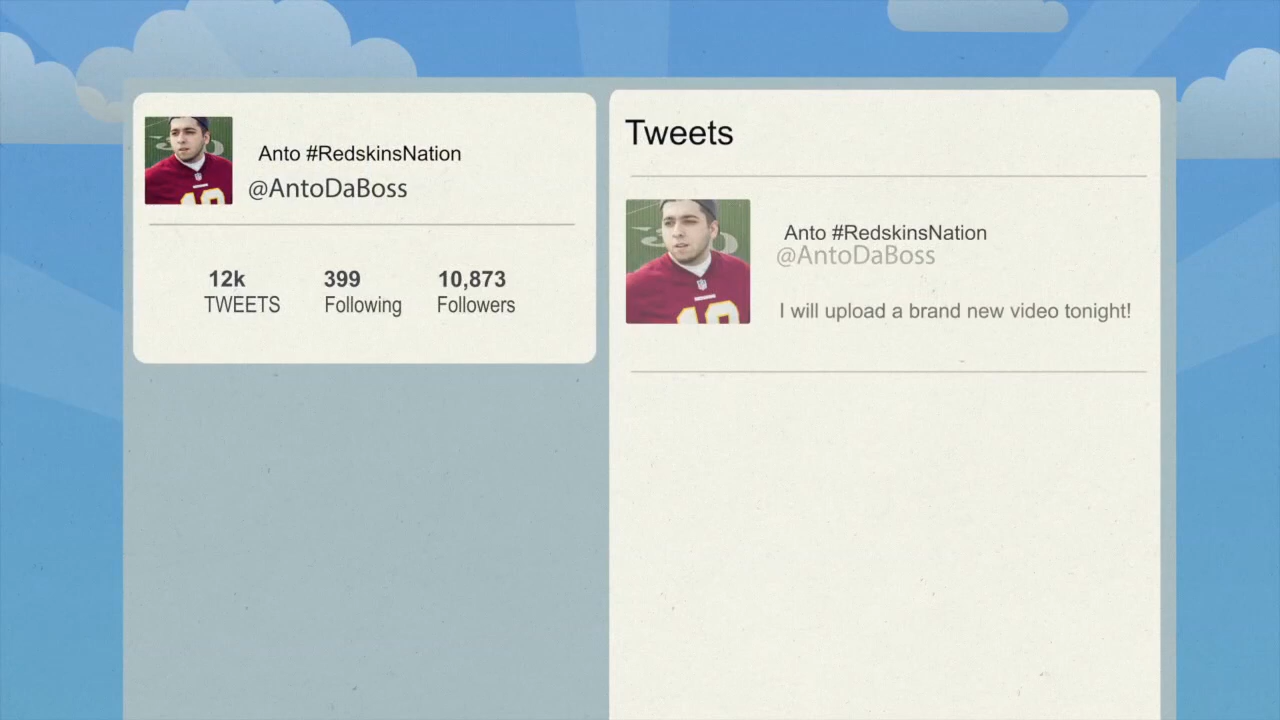 Anto #RedskinsNation
@AntoDaBoss
12k
TWEETS
399
Following
10,873
Followers
Tweets
Anto #RedskinsNation
@AntoDaBoss
I will upload a brand new video tonight!